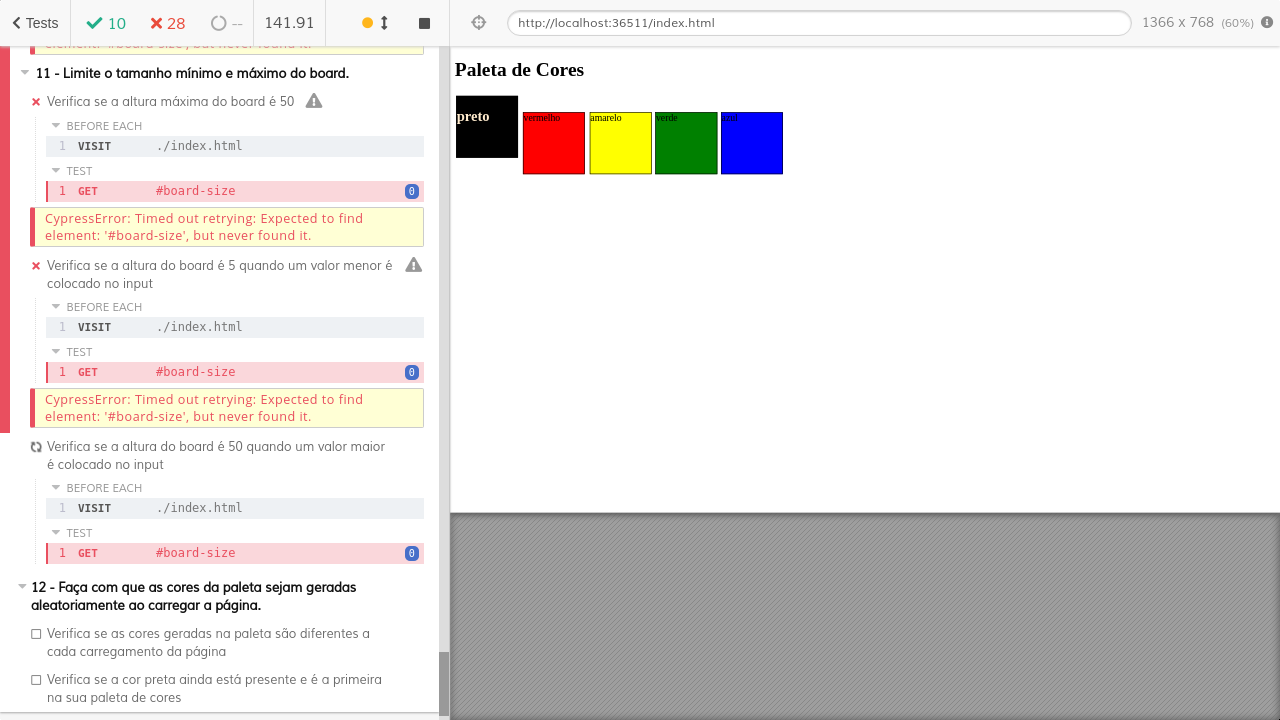 Tests
10
28
--
141.91
http://localhost:36511/index.html
1366 x 768 (60%)
element: '#board-size', but never found it.
11 - Limite o tamanho mínimo e máximo do board.
Verifica se a altura máxima do board é 50
BEFORE EACH
1 VISIT ./index.html
TEST
1 GET #board-size 0
CypressError: Timed out retrying: Expected to find
element: '#board-size', but never found it.
Verifica se a altura do board é 5 quando um valor menor é
colocado no input
BEFORE EACH
1 VISIT ./index.html
TEST
1 GET #board-size 0
CypressError: Timed out retrying: Expected to find
element: '#board-size', but never found it.
Verifica se a altura do board é 50 quando um valor maior
é colocado no input
BEFORE EACH
1 VISIT ./index.html
TEST
1 GET #board-size 0
12 - Faça com que as cores da paleta sejam geradas
aleatoriamente ao carregar a página.
Verifica se as cores geradas na paleta são diferentes a
cada carregamento da página
Verifica se a cor preta ainda está presente e é a primeira
na sua paleta de cores
Paleta de Cores
preto
vermelho
amarelo
verde
azul